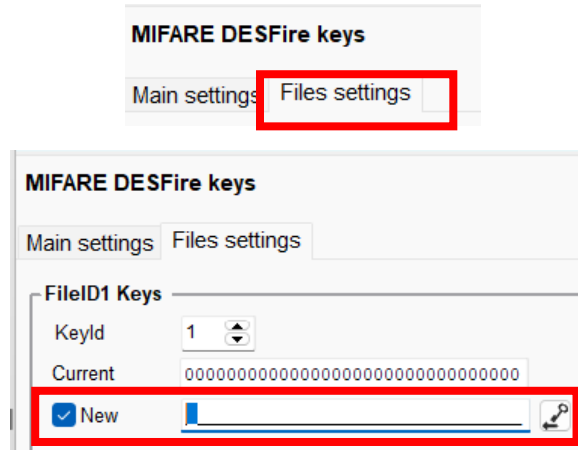 MIFARE DESFire keys
Main settings Files settings
MIFARE DESFire keys
Main settings Files settings
FileID1 Keys
KeyId 1
Current 00000000000000000000000000000000
New